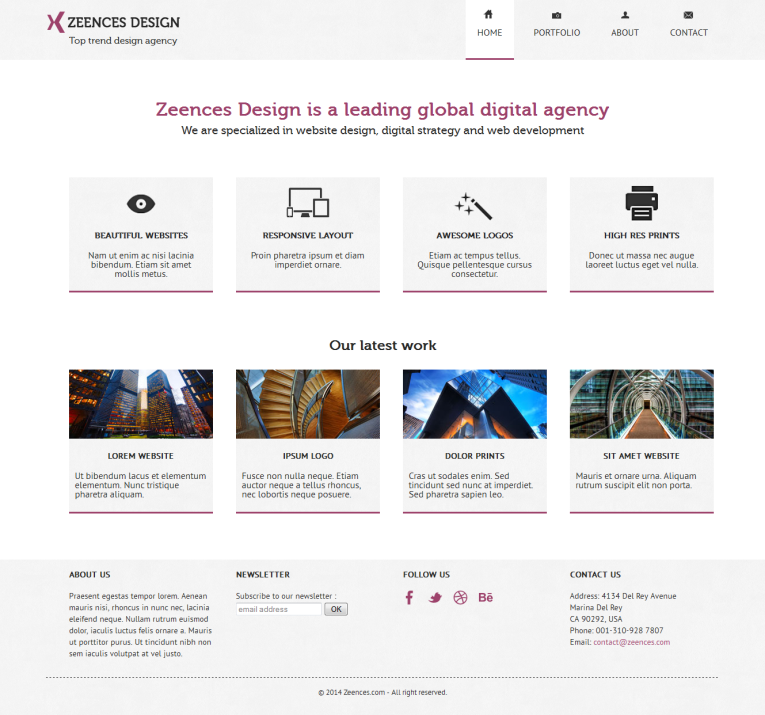 ZEENCES DESIGN
Top trend design agency
HOME
PORTFOLIO
ABOUT
CONTACT
Zeences Design is a leading global digital agency
We are specialized in website design, digital strategy and web development
BEAUTIFUL WEBSITES
Nam ut enim ac nisi lacinia
bibendum. Etiam sit amet
mollis metus.
RESPONSIVE LAYOUT
Proin pharetra ipsum et diam
imperdiet ornare.
AWESOME LOGOS
Etiam ac tempus tellus.
Quisque pellentesque cursus
consectetur.
HIGH RES PRINTS
Donec ut massa nec augue
laoreet luctus eget vel nulla.
Our latest work
LOREM WEBSITE
Ut bibendum lacus et elementum
elementum. Nunc tristique
pharetra aliquam.
IPSUM LOGO
Fusce non nulla neque. Etiam
auctor neque a tellus rhoncus,
nec lobortis neque posuere.
DOLOR PRINTS
Cras ut sodales enim. Sed
tincidunt sed nunc at imperdiet.
Sed pharetra sapien leo.
SIT AMET WEBSITE
Mauris et ornare urna. Aliquam
rutrum suscipit elit non porta.
ABOUT US
Praesent egestas tempor lorem. Aenean
mauris nisi, rhoncus in nunc nec, lacinia
eleifend neque. Nullam rutrum euismod
dolor, iaculis luctus felis ornare a. Mauris
ut porttitor purus. Ut tincidunt nibh non
sem iaculis volutpat at vel justo.
NEWSLETTER
Subscribe to our newsletter :
email address
OK
FOLLOW US
Bē
CONTACT US
Address: 4134 Del Rey Avenue
Marina Del Rey
CA 90292, USA
Phone: 001-310-928 7807
Email: contact@zeences.com
© 2014 Zeences.com - All right reserved.